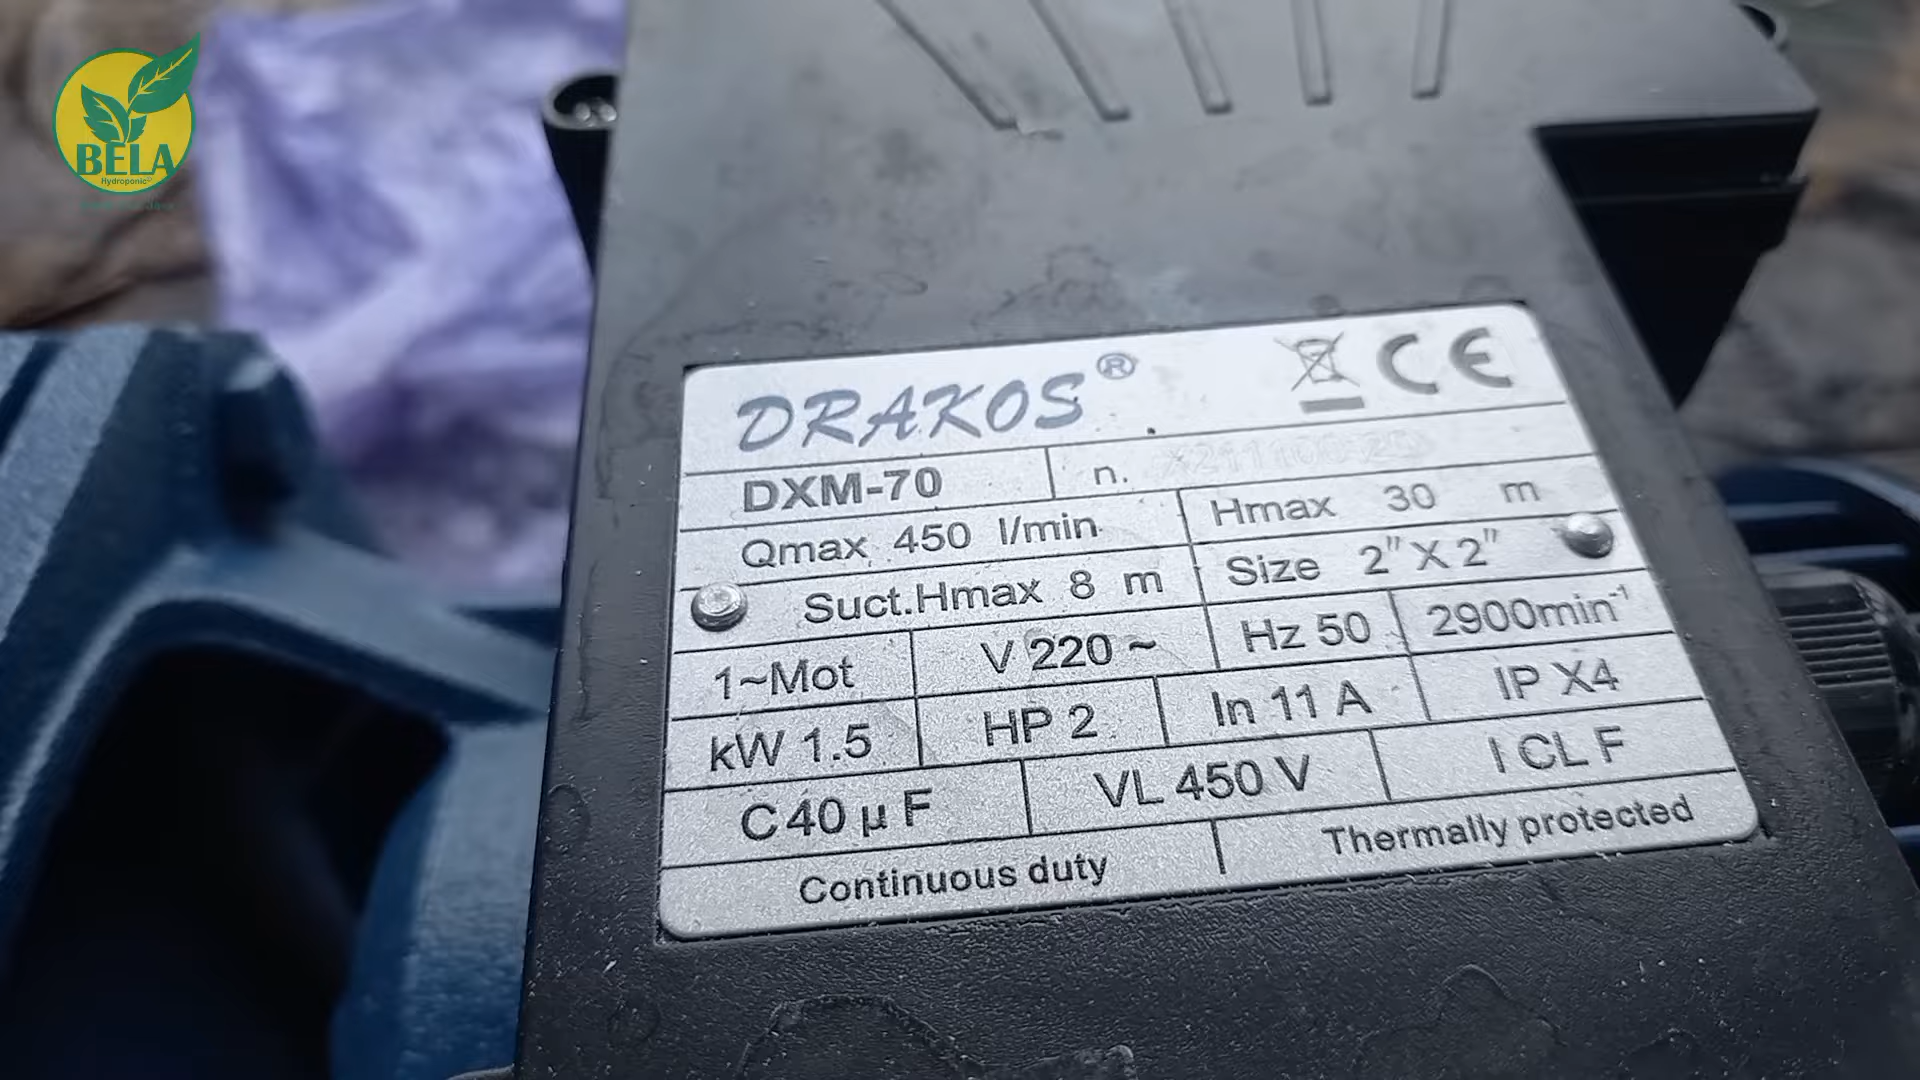 BELA
Hydroponic
DRAKOS® CE
DXM-70 n.
Qmax 450 l/min Hmax 30 m
Suct.Hmax 8 m Size 2" X 2"
1~Mot V 220 ~ Hz 50 2900min⁻¹
kW 1.5 HP 2 In 11 A IP X4
C 40 µ F VL 450 V I CL F
Continuous duty Thermally protected